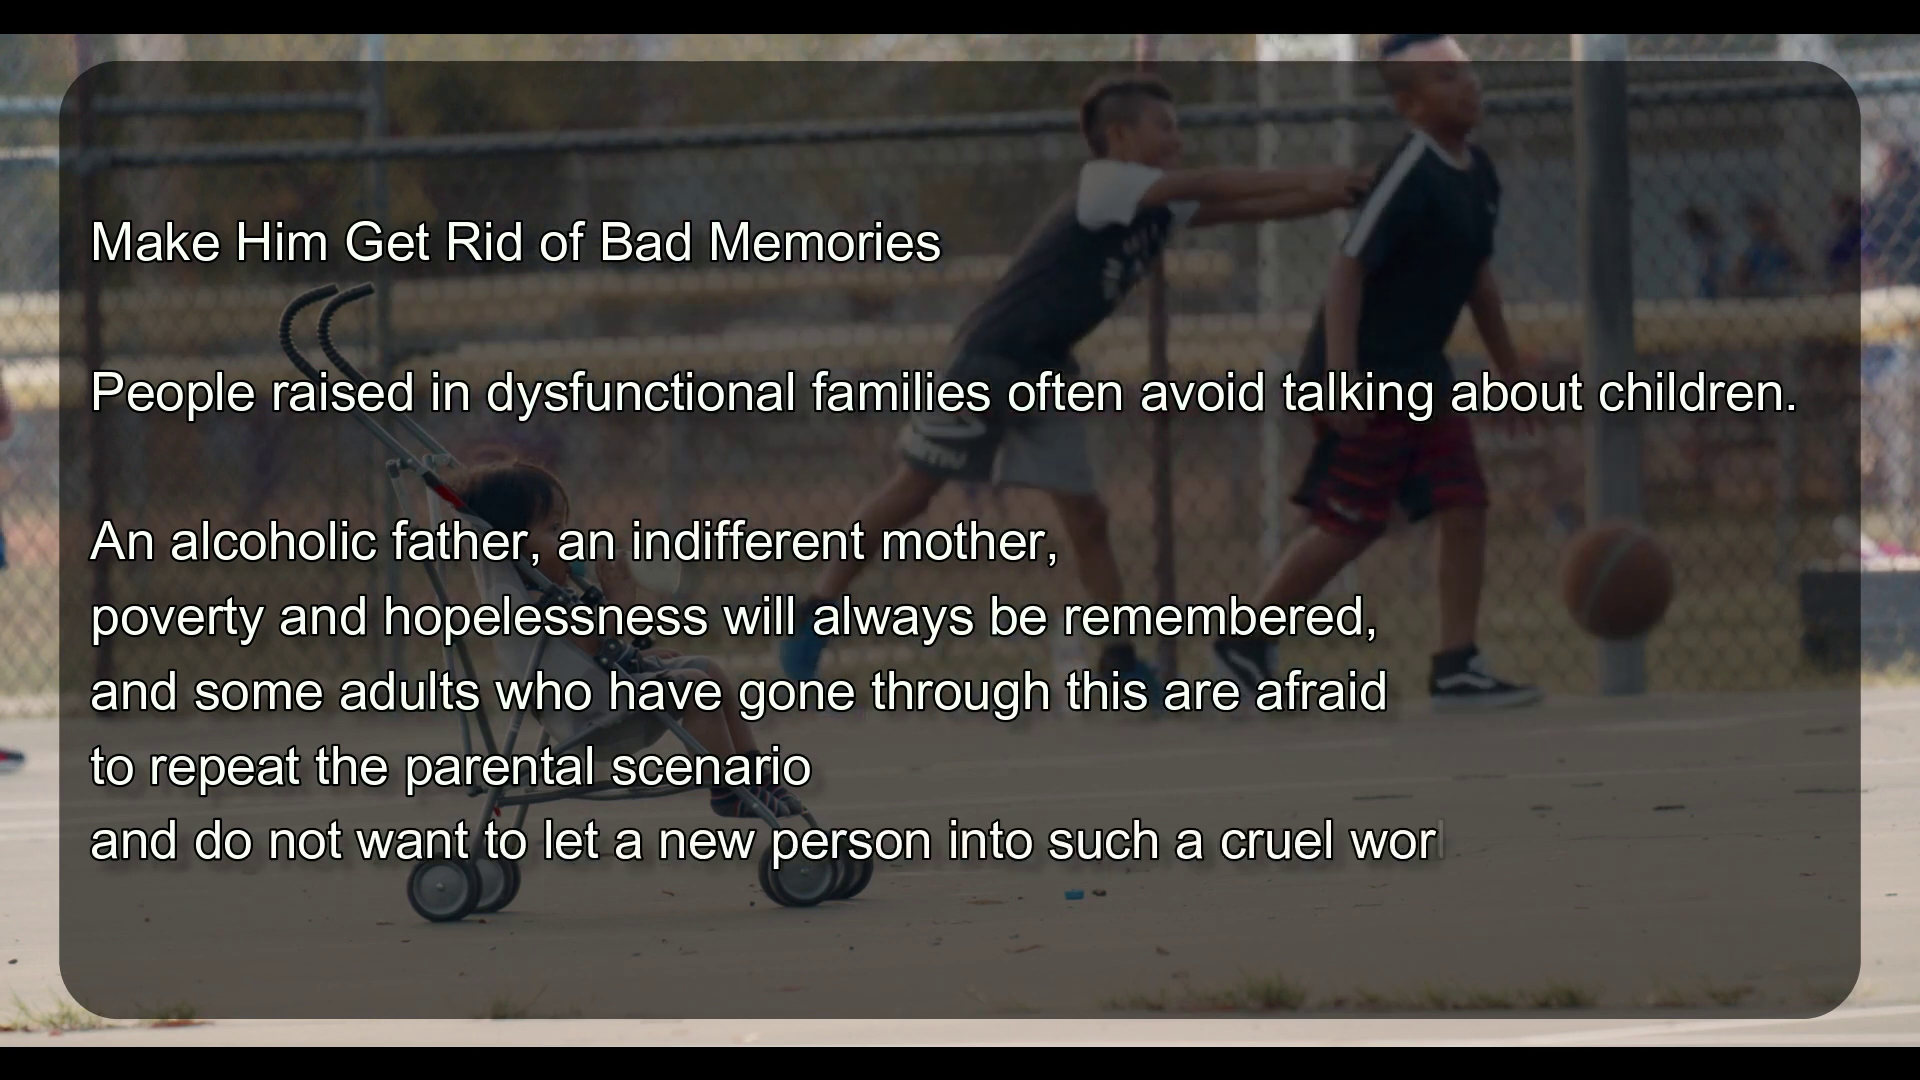 Make Him Get Rid of Bad Memories
People raised in dysfunctional families often avoid talking about children.
An alcoholic father, an indifferent mother,
poverty and hopelessness will always be remembered,
and some adults who have gone through this are afraid
to repeat the parental scenario
and do not want to let a new person into such a cruel worl